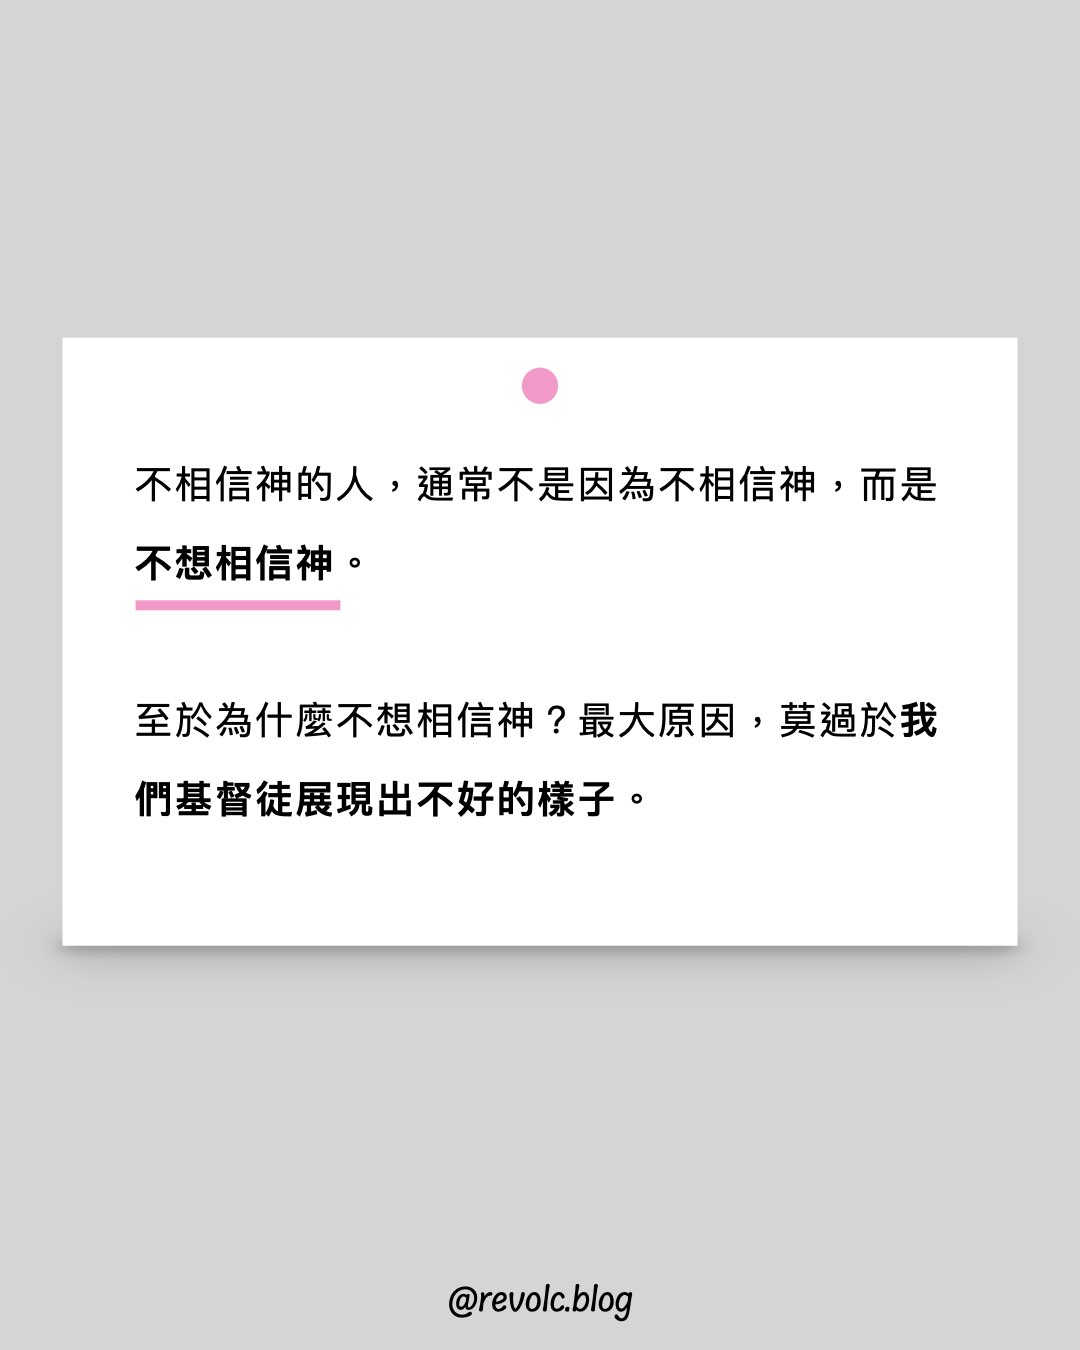 不相信神的人，通常不是因為不相信神，而是
不想相信神。
至於為什麼不想相信神？最大原因，莫過於我
們基督徒展現出不好的樣子。
@revolc.blog